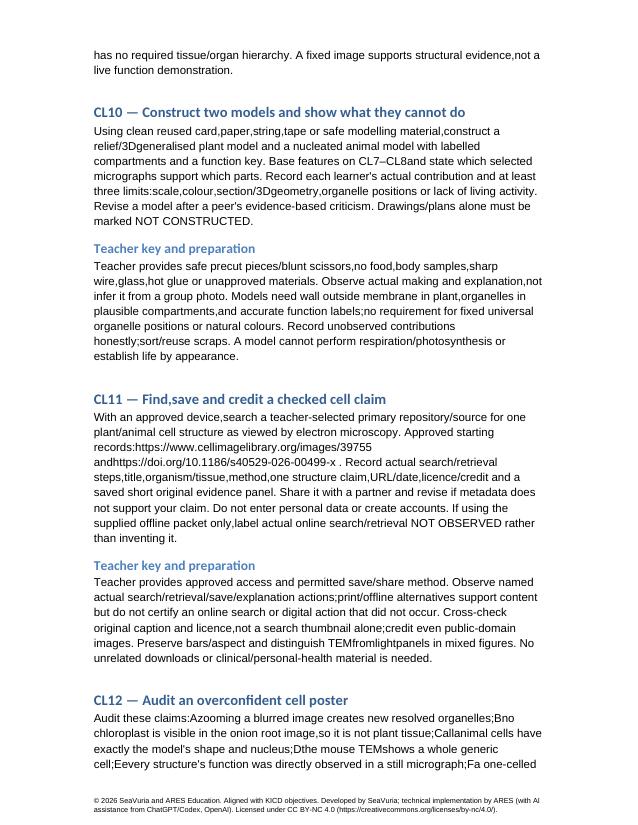 has no required tissue/organ hierarchy. A fixed image supports structural evidence,not a
live function demonstration.
CL10 — Construct two models and show what they cannot do
Using clean reused card,paper,string,tape or safe modelling material,construct a
relief/3Dgeneralised plant model and a nucleated animal model with labelled
compartments and a function key. Base features on CL7–CL8and state which selected
micrographs support which parts. Record each learner's actual contribution and at least
three limits:scale,colour,section/3Dgeometry,organelle positions or lack of living activity.
Revise a model after a peer's evidence-based criticism. Drawings/plans alone must be
marked NOT CONSTRUCTED.
Teacher key and preparation
Teacher provides safe precut pieces/blunt scissors,no food,body samples,sharp
wire,glass,hot glue or unapproved materials. Observe actual making and explanation,not
infer it from a group photo. Models need wall outside membrane in plant,organelles in
plausible compartments,and accurate function labels;no requirement for fixed universal
organelle positions or natural colours. Record unobserved contributions
honestly;sort/reuse scraps. A model cannot perform respiration/photosynthesis or
establish life by appearance.
CL11 — Find,save and credit a checked cell claim
With an approved device,search a teacher-selected primary repository/source for one
plant/animal cell structure as viewed by electron microscopy. Approved starting
records:https://www.cellimagelibrary.org/images/39755
andhttps://doi.org/10.1186/s40529-026-00499-x . Record actual search/retrieval
steps,title,organism/tissue,method,one structure claim,URL/date,licence/credit and a
saved short original evidence panel. Share it with a partner and revise if metadata does
not support your claim. Do not enter personal data or create accounts. If using the
supplied offline packet only,label actual online search/retrieval NOT OBSERVED rather
than inventing it.
Teacher key and preparation
Teacher provides approved access and permitted save/share method. Observe named
actual search/retrieval/save/explanation actions;print/offline alternatives support content
but do not certify an online search or digital action that did not occur. Cross-check
original caption and licence,not a search thumbnail alone;credit even public-domain
images. Preserve bars/aspect and distinguish TEMfromlightpanels in mixed figures. No
unrelated downloads or clinical/personal-health material is needed.
CL12 — Audit an overconfident cell poster
Audit these claims:Azooming a blurred image creates new resolved organelles;Bno
chloroplast is visible in the onion root image,so it is not plant tissue;Callanimal cells have
exactly the model's shape and nucleus;Dthe mouse TEMshows a whole generic
cell;Eevery structure's function was directly observed in a still micrograph;Fa one-celled
© 2026 SeaVuria and ARES Education. Aligned with KICD objectives. Developed by SeaVuria; technical implementation by ARES (with AI
assistance from ChatGPT/Codex, OpenAI). Licensed under CC BY-NC 4.0 (https://creativecommons.org/licenses/by-nc/4.0/).